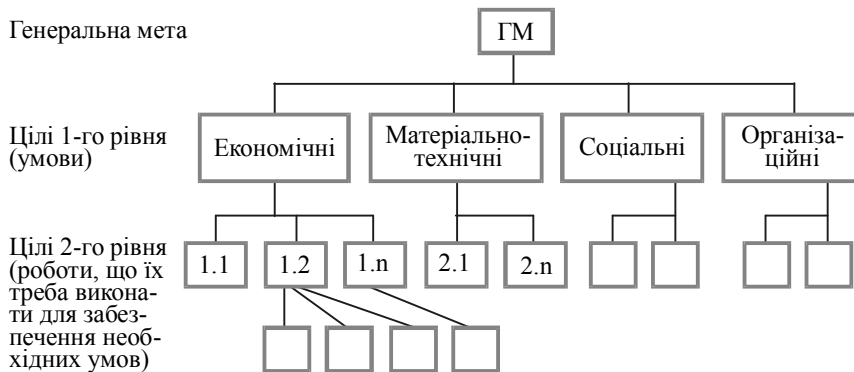 Генеральна мета
ГМ
Цілі 1-го рівня
(умови)
Економічні
Матеріально-
технічні
Соціальні
Організа-
ційні
Цілі 2-го рівня
(роботи, що їх
треба викона-
ти для забез-
печення необ-
хідних умов)
1.1
1.2
1.n
2.1
2.n